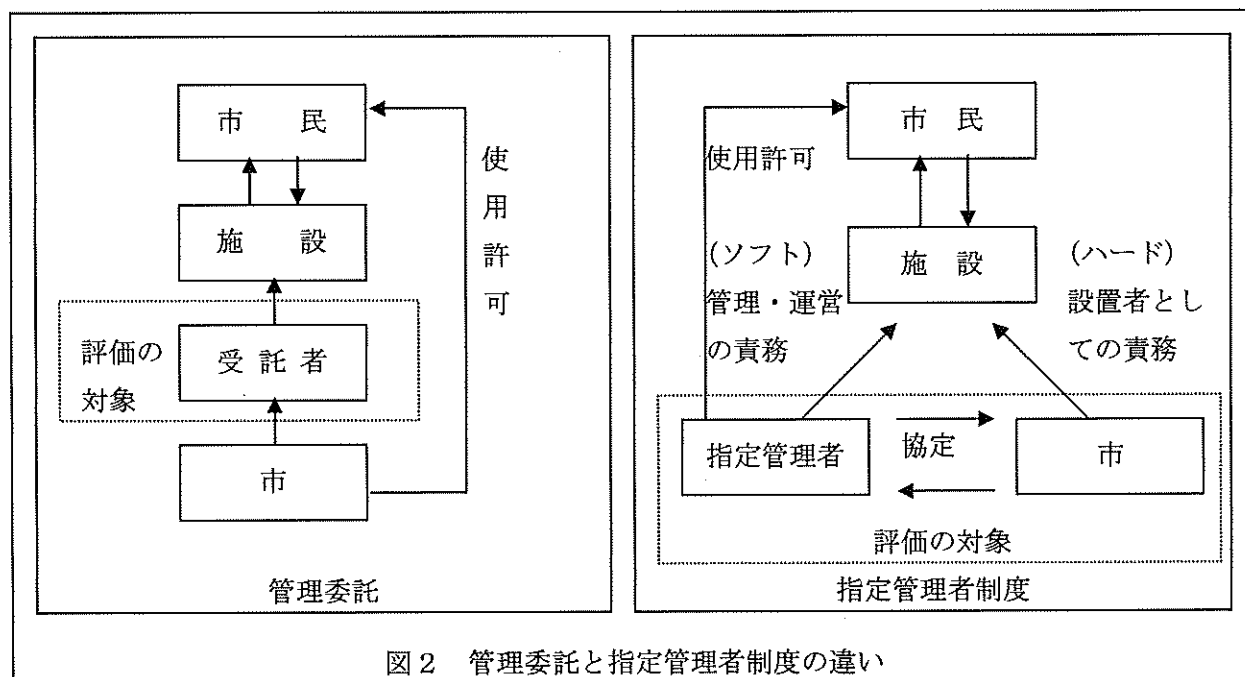 市　民
使用許可
施　設
評価の
対象
受託者
市
管理委託
市　民
使用許可
(ソフト)
管理・運営
の責務
施　設
(ハード)
設置者とし
ての責務
指定管理者
協定
市
評価の対象
指定管理者制度
図２　管理委託と指定管理者制度の違い